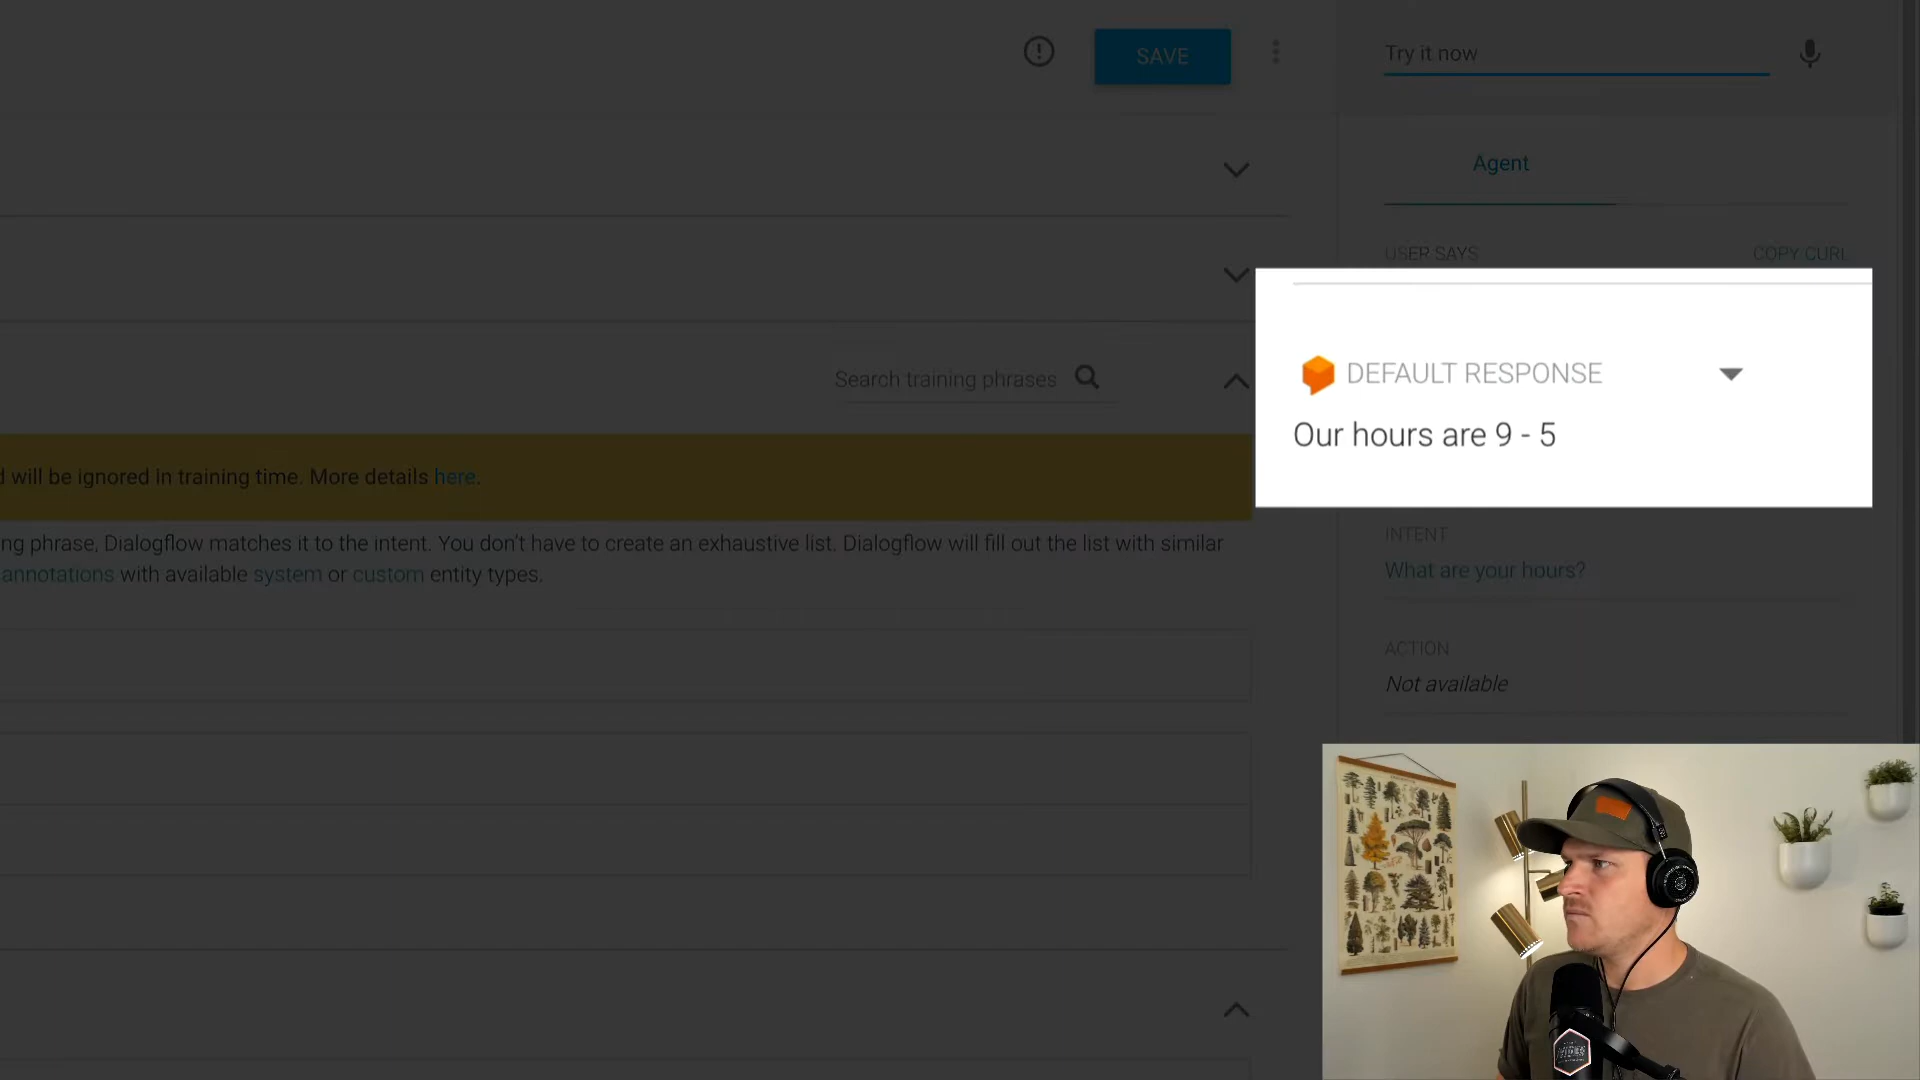 SAVE
Try it now
Agent
USER SAYS
COPY CURL
DEFAULT RESPONSE
Our hours are 9 - 5
Search training phrases
will be ignored in training time. More details here.
ng phrase, Dialogflow matches it to the intent. You don't have to create an exhaustive list. Dialogflow will fill out the list with similar
annotations with available system or custom entity types.
INTENT
What are your hours?
ACTION
Not available